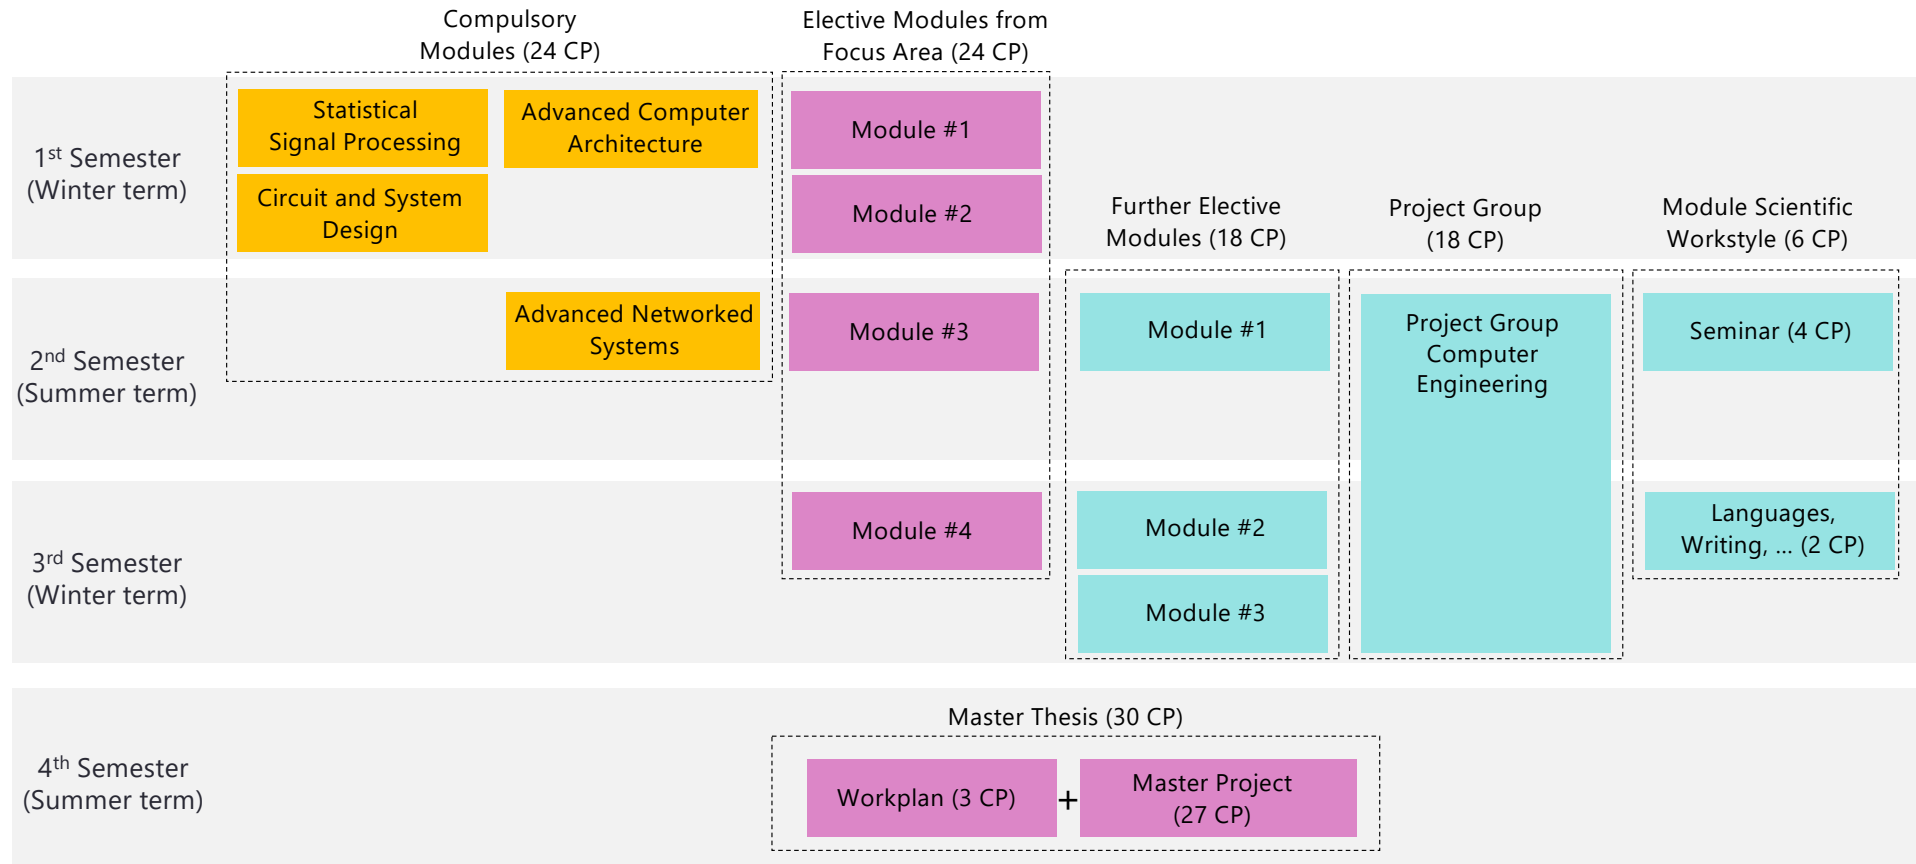 Compulsory
Modules (24 CP)
Elective Modules from
Focus Area (24 CP)
1st Semester
(Winter term)
Statistical
Signal Processing
Advanced Computer
Architecture
Circuit and System
Design
Module #1
Module #2
Further Elective
Modules (18 CP)
Project Group
(18 CP)
Module Scientific
Workstyle (6 CP)
2nd Semester
(Summer term)
Advanced Networked
Systems
Module #3
Module #1
Project Group
Computer
Engineering
Seminar (4 CP)
3rd Semester
(Winter term)
Module #4
Module #2
Module #3
Languages,
Writing, ... (2 CP)
4th Semester
(Summer term)
Master Thesis (30 CP)
Workplan (3 CP)
+
Master Project
(27 CP)